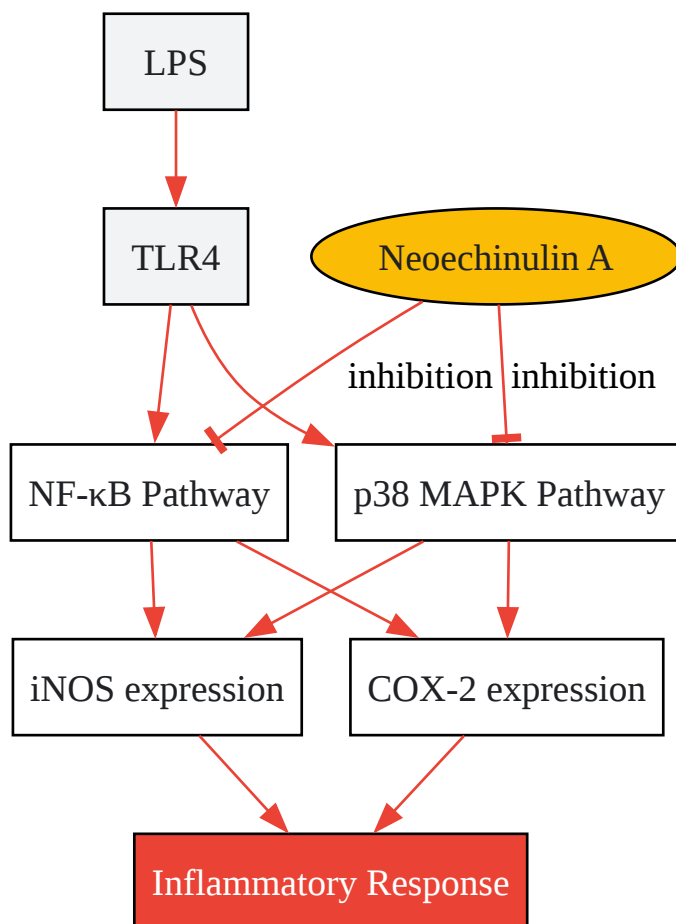 LPS
TLR4
Neoechinulin A
inhibition
inhibition
NF-κB Pathway
p38 MAPK Pathway
iNOS expression
COX-2 expression
Inflammatory Response